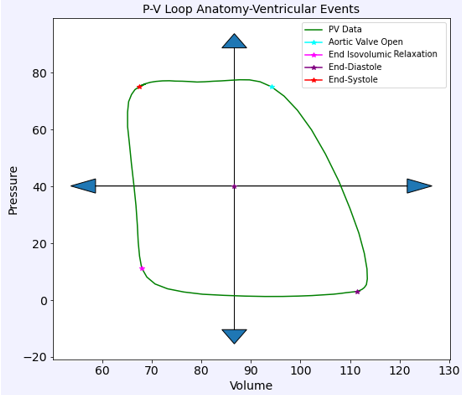 P-V Loop Anatomy-Ventricular Events
PV Data
Aortic Valve Open
End Isovolumic Relaxation
End-Diastole
End-Systole
80
60
40
20
0
−20
Pressure
60 70 80 90 100 110 120 130
Volume